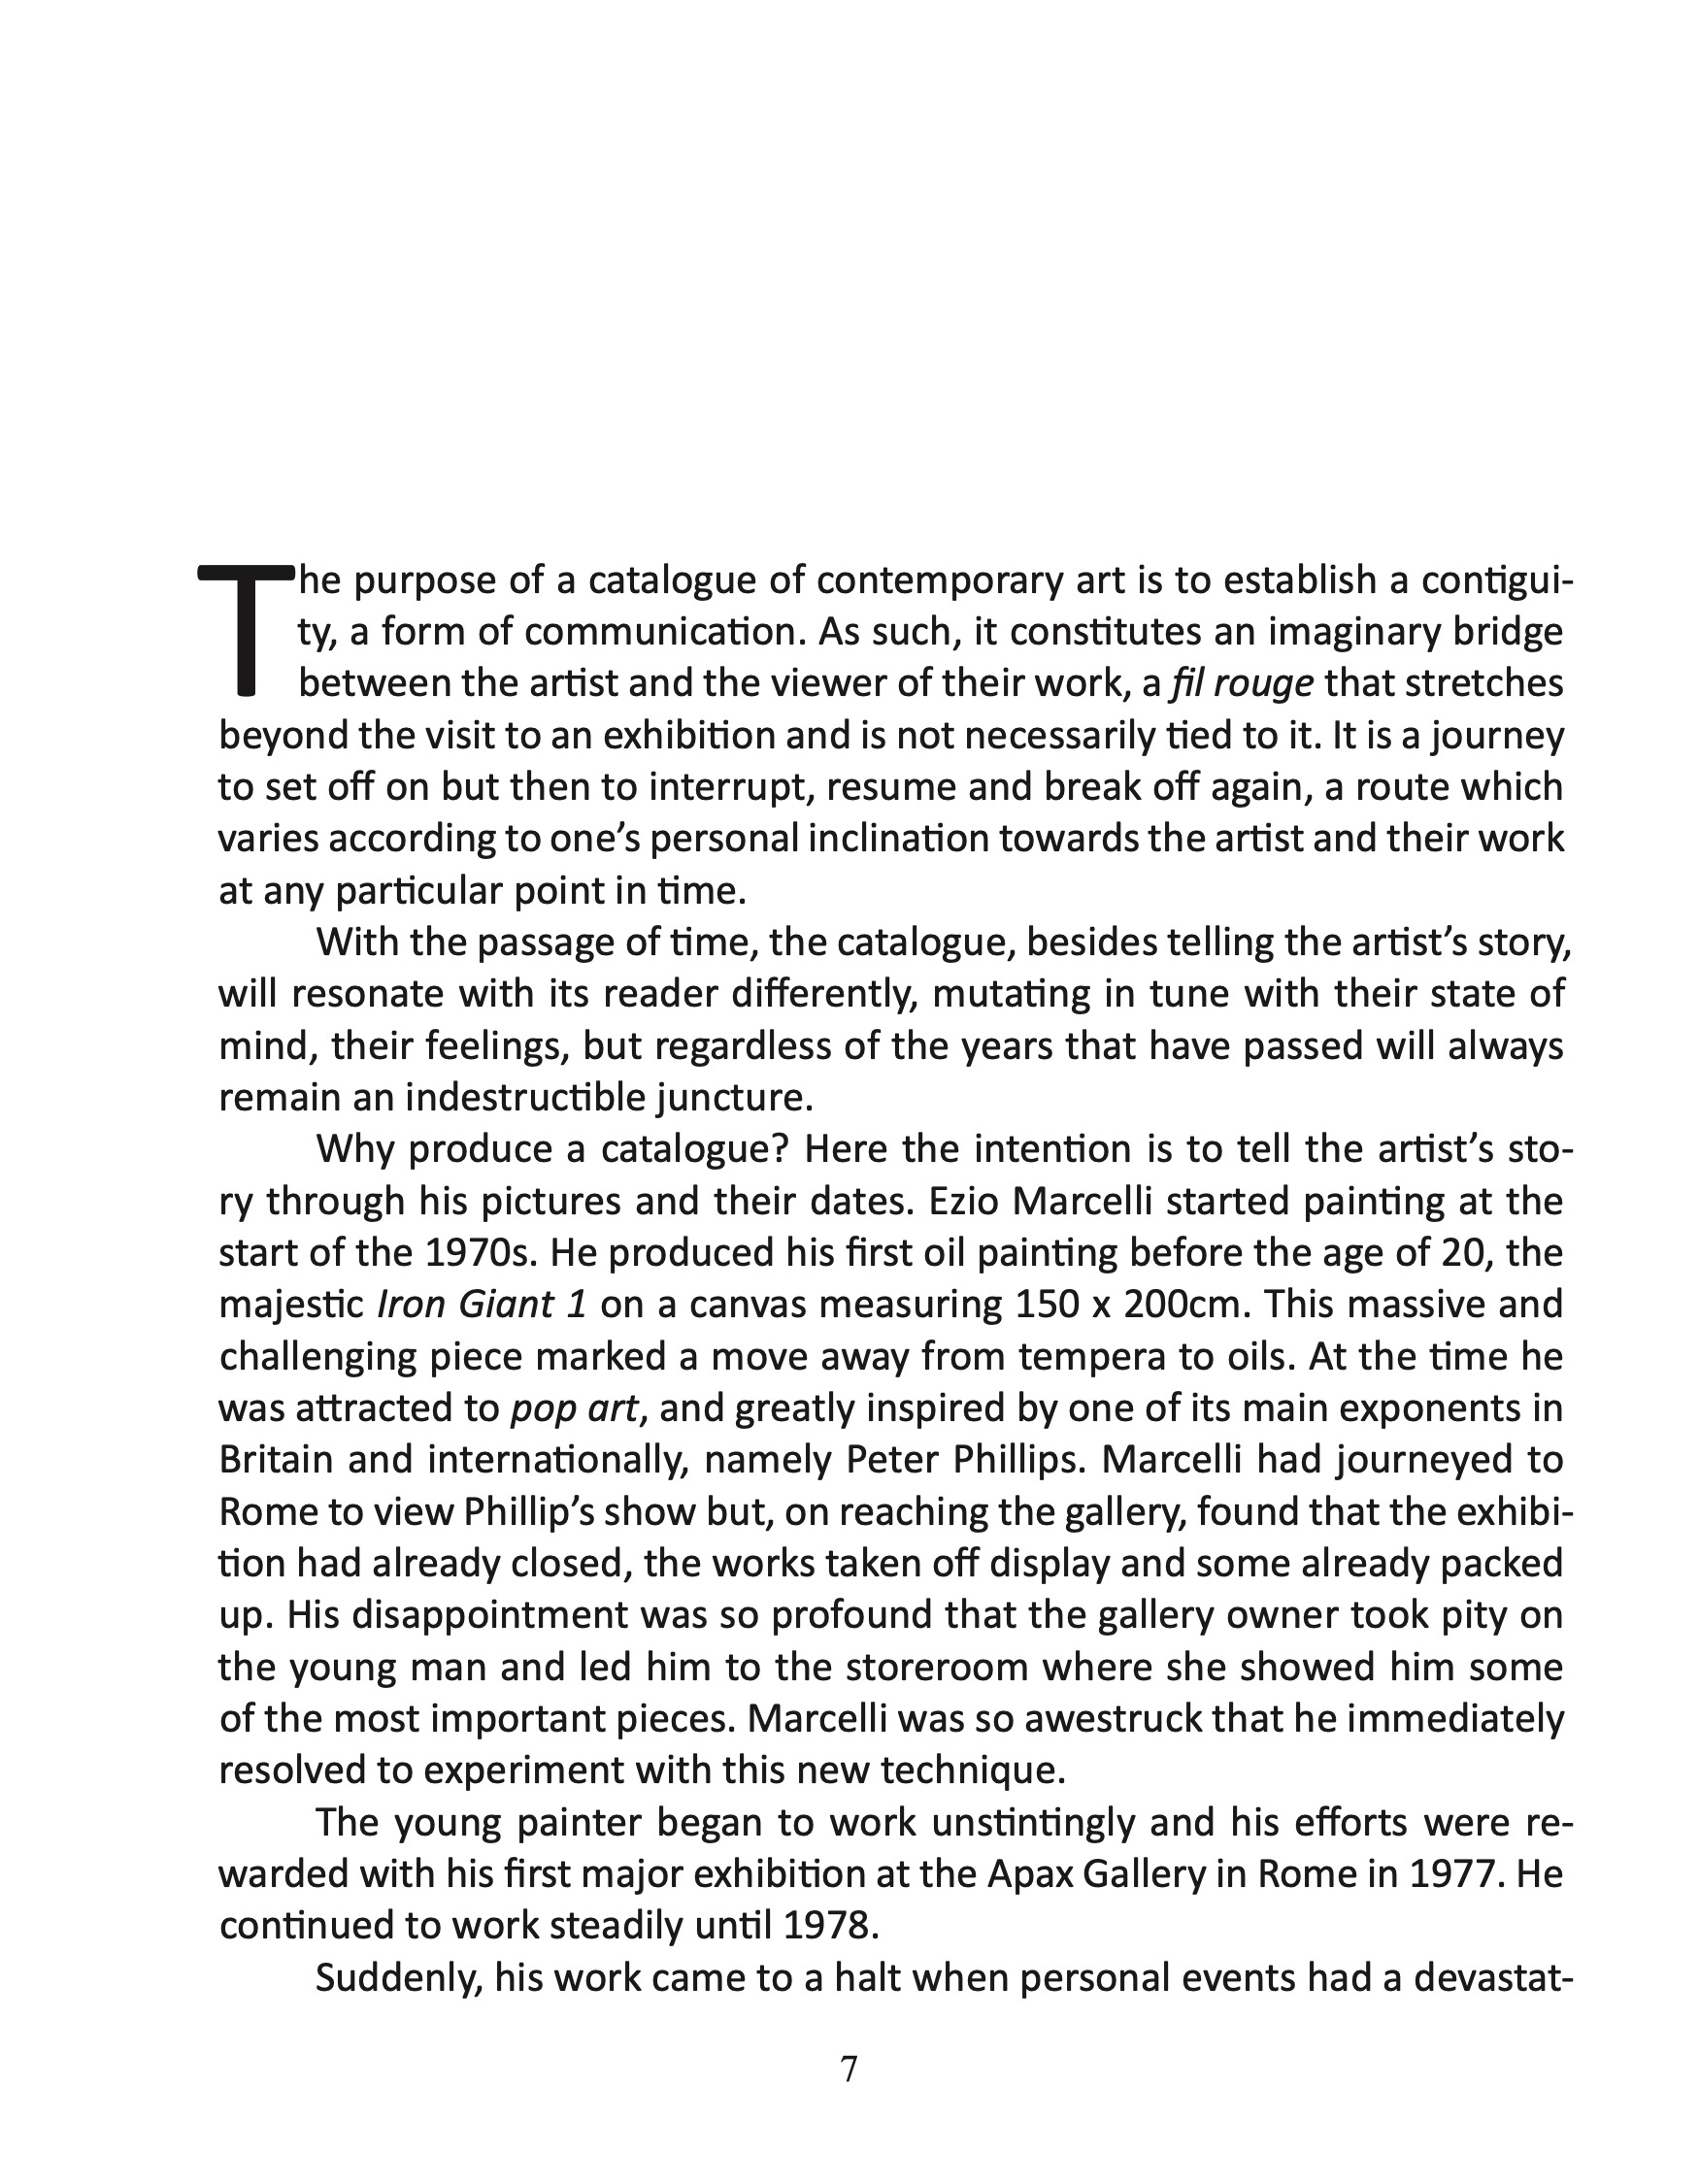 The purpose of a catalogue of contemporary art is to establish a contigui-
ty, a form of communication. As such, it constitutes an imaginary bridge
between the artist and the viewer of their work, a fil rouge that stretches
beyond the visit to an exhibition and is not necessarily tied to it. It is a journey
to set off on but then to interrupt, resume and break off again, a route which
varies according to one’s personal inclination towards the artist and their work
at any particular point in time.
With the passage of time, the catalogue, besides telling the artist’s story,
will resonate with its reader differently, mutating in tune with their state of
mind, their feelings, but regardless of the years that have passed will always
remain an indestructible juncture.
Why produce a catalogue? Here the intention is to tell the artist’s sto-
ry through his pictures and their dates. Ezio Marcelli started painting at the
start of the 1970s. He produced his first oil painting before the age of 20, the
majestic Iron Giant 1 on a canvas measuring 150 x 200cm. This massive and
challenging piece marked a move away from tempera to oils. At the time he
was attracted to pop art, and greatly inspired by one of its main exponents in
Britain and internationally, namely Peter Phillips. Marcelli had journeyed to
Rome to view Phillip’s show but, on reaching the gallery, found that the exhibi-
tion had already closed, the works taken off display and some already packed
up. His disappointment was so profound that the gallery owner took pity on
the young man and led him to the storeroom where she showed him some
of the most important pieces. Marcelli was so awestruck that he immediately
resolved to experiment with this new technique.
The young painter began to work unstintingly and his efforts were re-
warded with his first major exhibition at the Apax Gallery in Rome in 1977. He
continued to work steadily until 1978.
Suddenly, his work came to a halt when personal events had a devastat-
7